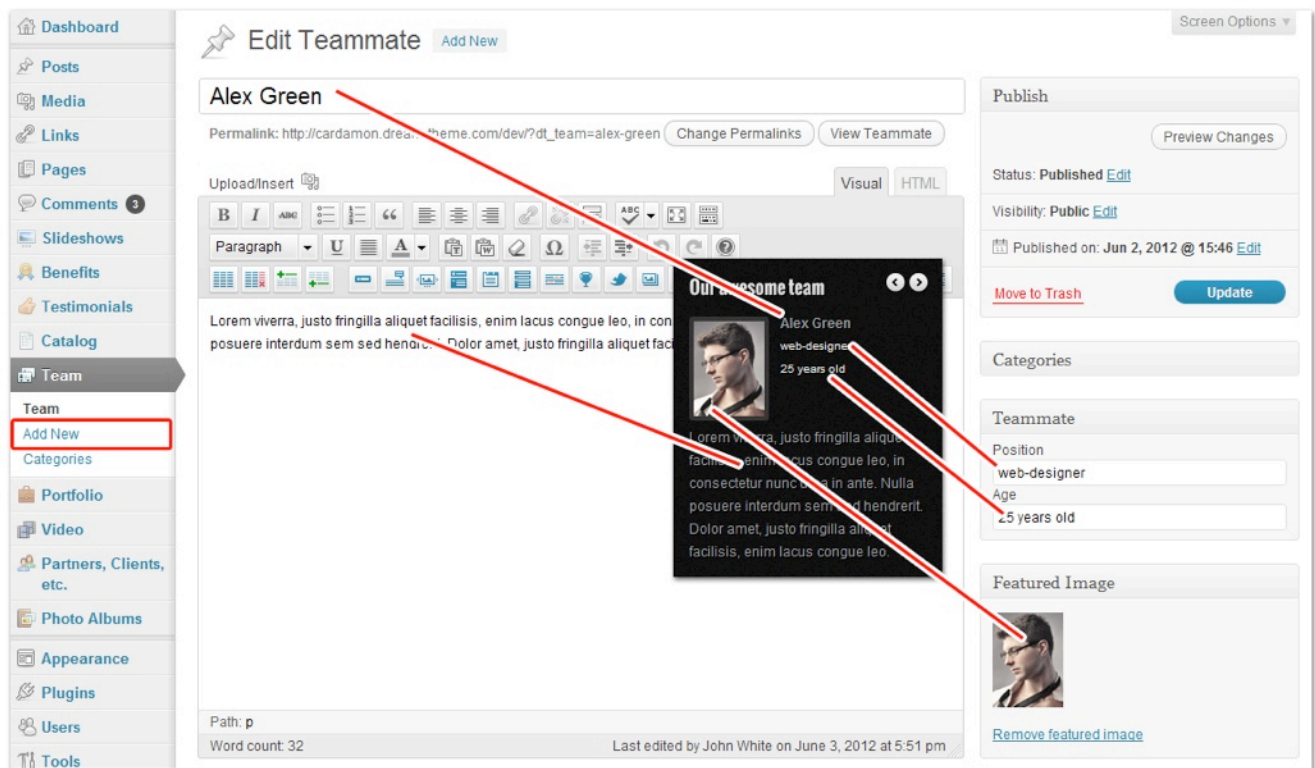 Dashboard
Posts
Media
Links
Pages
Comments 3
Slideshows
Benefits
Testimonials
Catalog
Team
Team
Add New
Categories
Portfolio
Video
Partners, Clients,
etc.
Photo Albums
Appearance
Plugins
Users
Tools
Screen Options
Edit Teammate Add New
Alex Green
Permalink: http://cardamon.dream-theme.com/dev/?dt_team=alex-green Change Permalinks View Teammate
Upload/Insert Visual HTML
B I ABC ABC
Paragraph U A T W Ω
Lorem viverra, justo fringilla aliquet facilisis, enim lacus congue leo, in
posuere interdum sem sed hendrerit. Dolor amet, justo fringilla aliquet
Our awesome team
Alex Green
web-designer
25 years old
Lorem viverra, justo fringilla aliquet
facilisis, enim lacus congue leo, in
consectetur nunc urna in ante. Nulla
posuere interdum sem sed hendrerit.
Dolor amet, justo fringilla aliquet
facilisis, enim lacus congue leo.
Path: p
Word count: 32 Last edited by John White on June 3, 2012 at 5:51 pm
Publish
Preview Changes
Status: Published Edit
Visibility: Public Edit
Published on: Jun 2, 2012 @ 15:46 Edit
Move to Trash Update
Categories
Teammate
Position
web-designer
Age
25 years old
Featured Image
Remove featured image